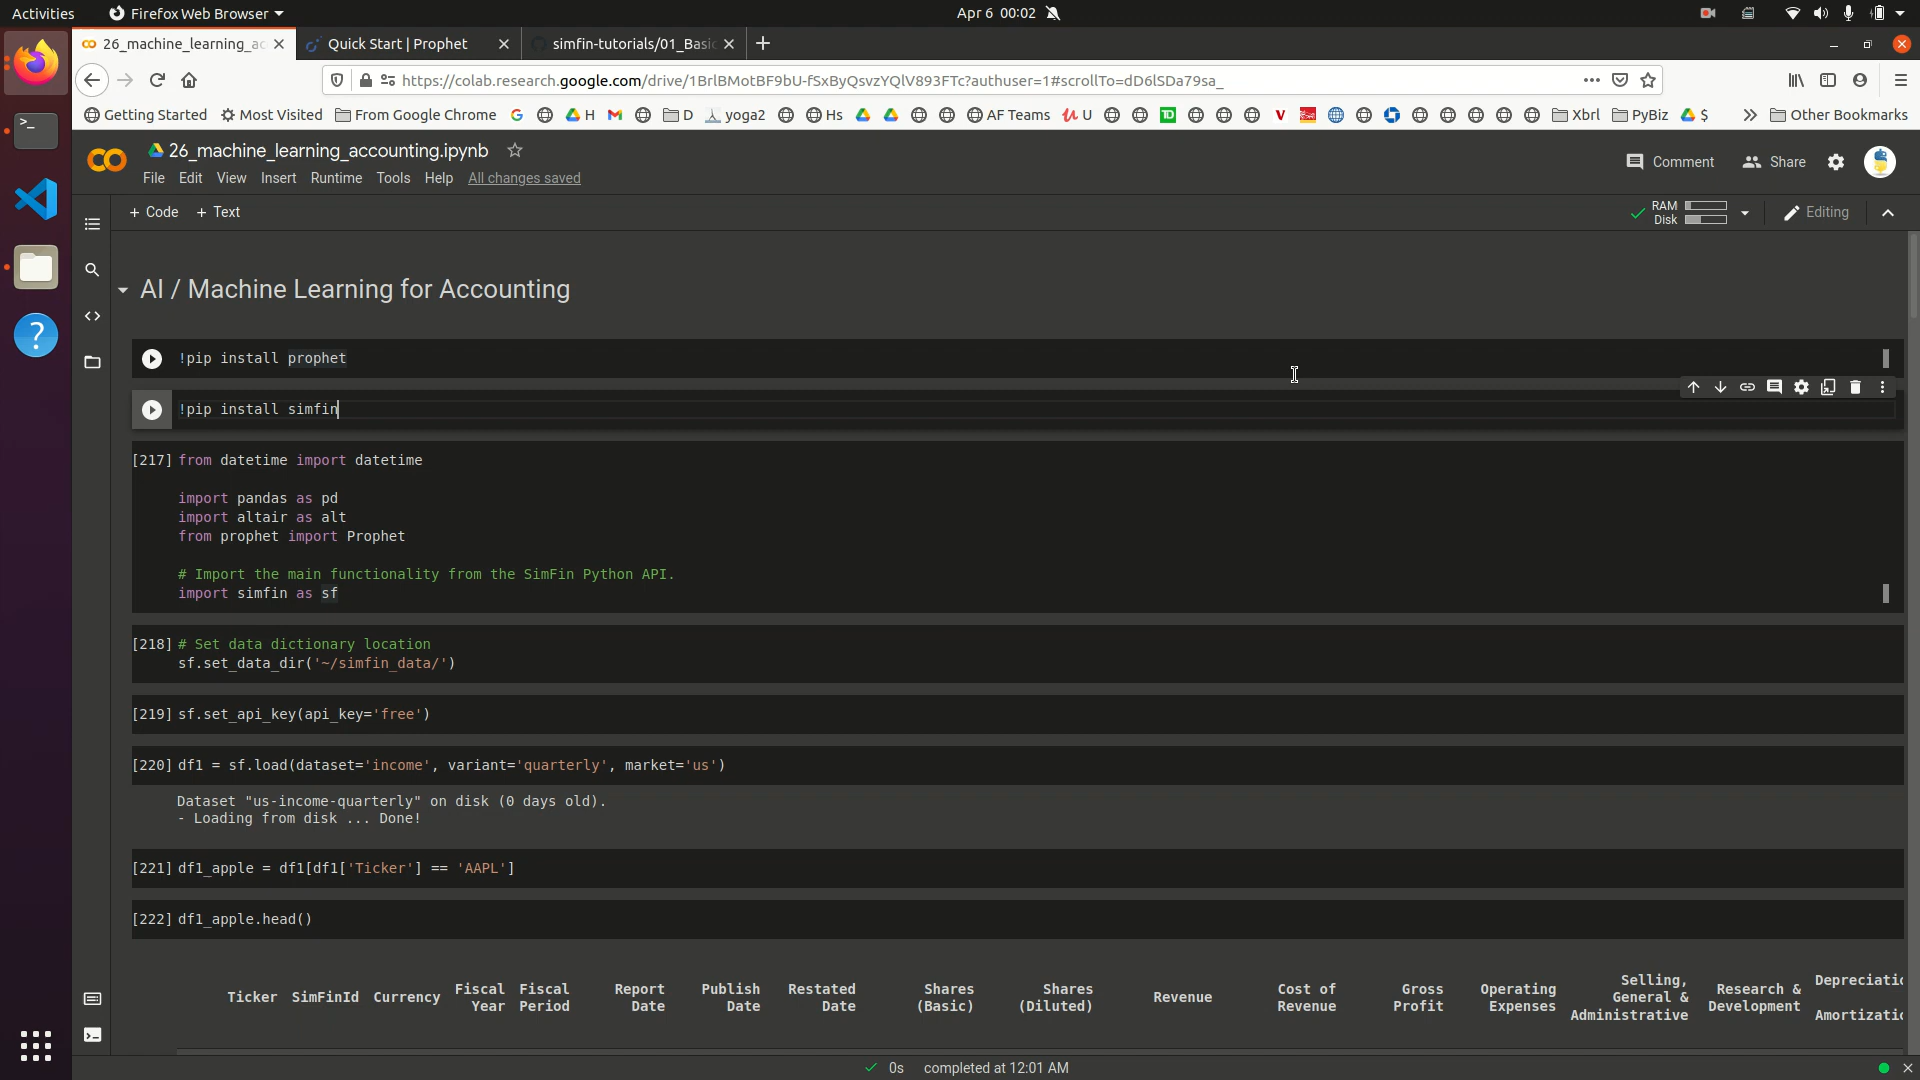 Activities
Firefox Web Browser
Apr 6 00:02
26_machine_learning_ac
Quick Start | Prophet
simfin-tutorials/01_Basic
https://colab.research.google.com/drive/1BrlBMotBF9bU-fSxByQsvzYQlV893FTc?authuser=1#scrollTo=dD6lSDa79sa_
Getting Started
Most Visited
From Google Chrome
H
D
yoga2
Hs
AF Teams
U
Xbrl
PyBiz
$
Other Bookmarks
26_machine_learning_accounting.ipynb
Comment
Share
File Edit View Insert Runtime Tools Help All changes saved
+ Code + Text
RAM
Disk
Editing
AI / Machine Learning for Accounting
!pip install prophet
!pip install simfin
[217] from datetime import datetime
import pandas as pd
import altair as alt
from prophet import Prophet
# Import the main functionality from the SimFin Python API.
import simfin as sf
[218] # Set data dictionary location
sf.set_data_dir('~/simfin_data/')
[219] sf.set_api_key(api_key='free')
[220] df1 = sf.load(dataset='income', variant='quarterly', market='us')
Dataset "us-income-quarterly" on disk (0 days old).
- Loading from disk ... Done!
[221] df1_apple = df1[df1['Ticker'] == 'AAPL']
[222] df1_apple.head()
Ticker
SimFinId
Currency
Fiscal
Year
Fiscal
Period
Report
Date
Publish
Date
Restated
Date
Shares
(Basic)
Shares
(Diluted)
Revenue
Cost of
Revenue
Gross
Profit
Operating
Expenses
Selling,
General &
Administrative
Research &
Development
Depreciatio
Amortizatio
0s completed at 12:01 AM